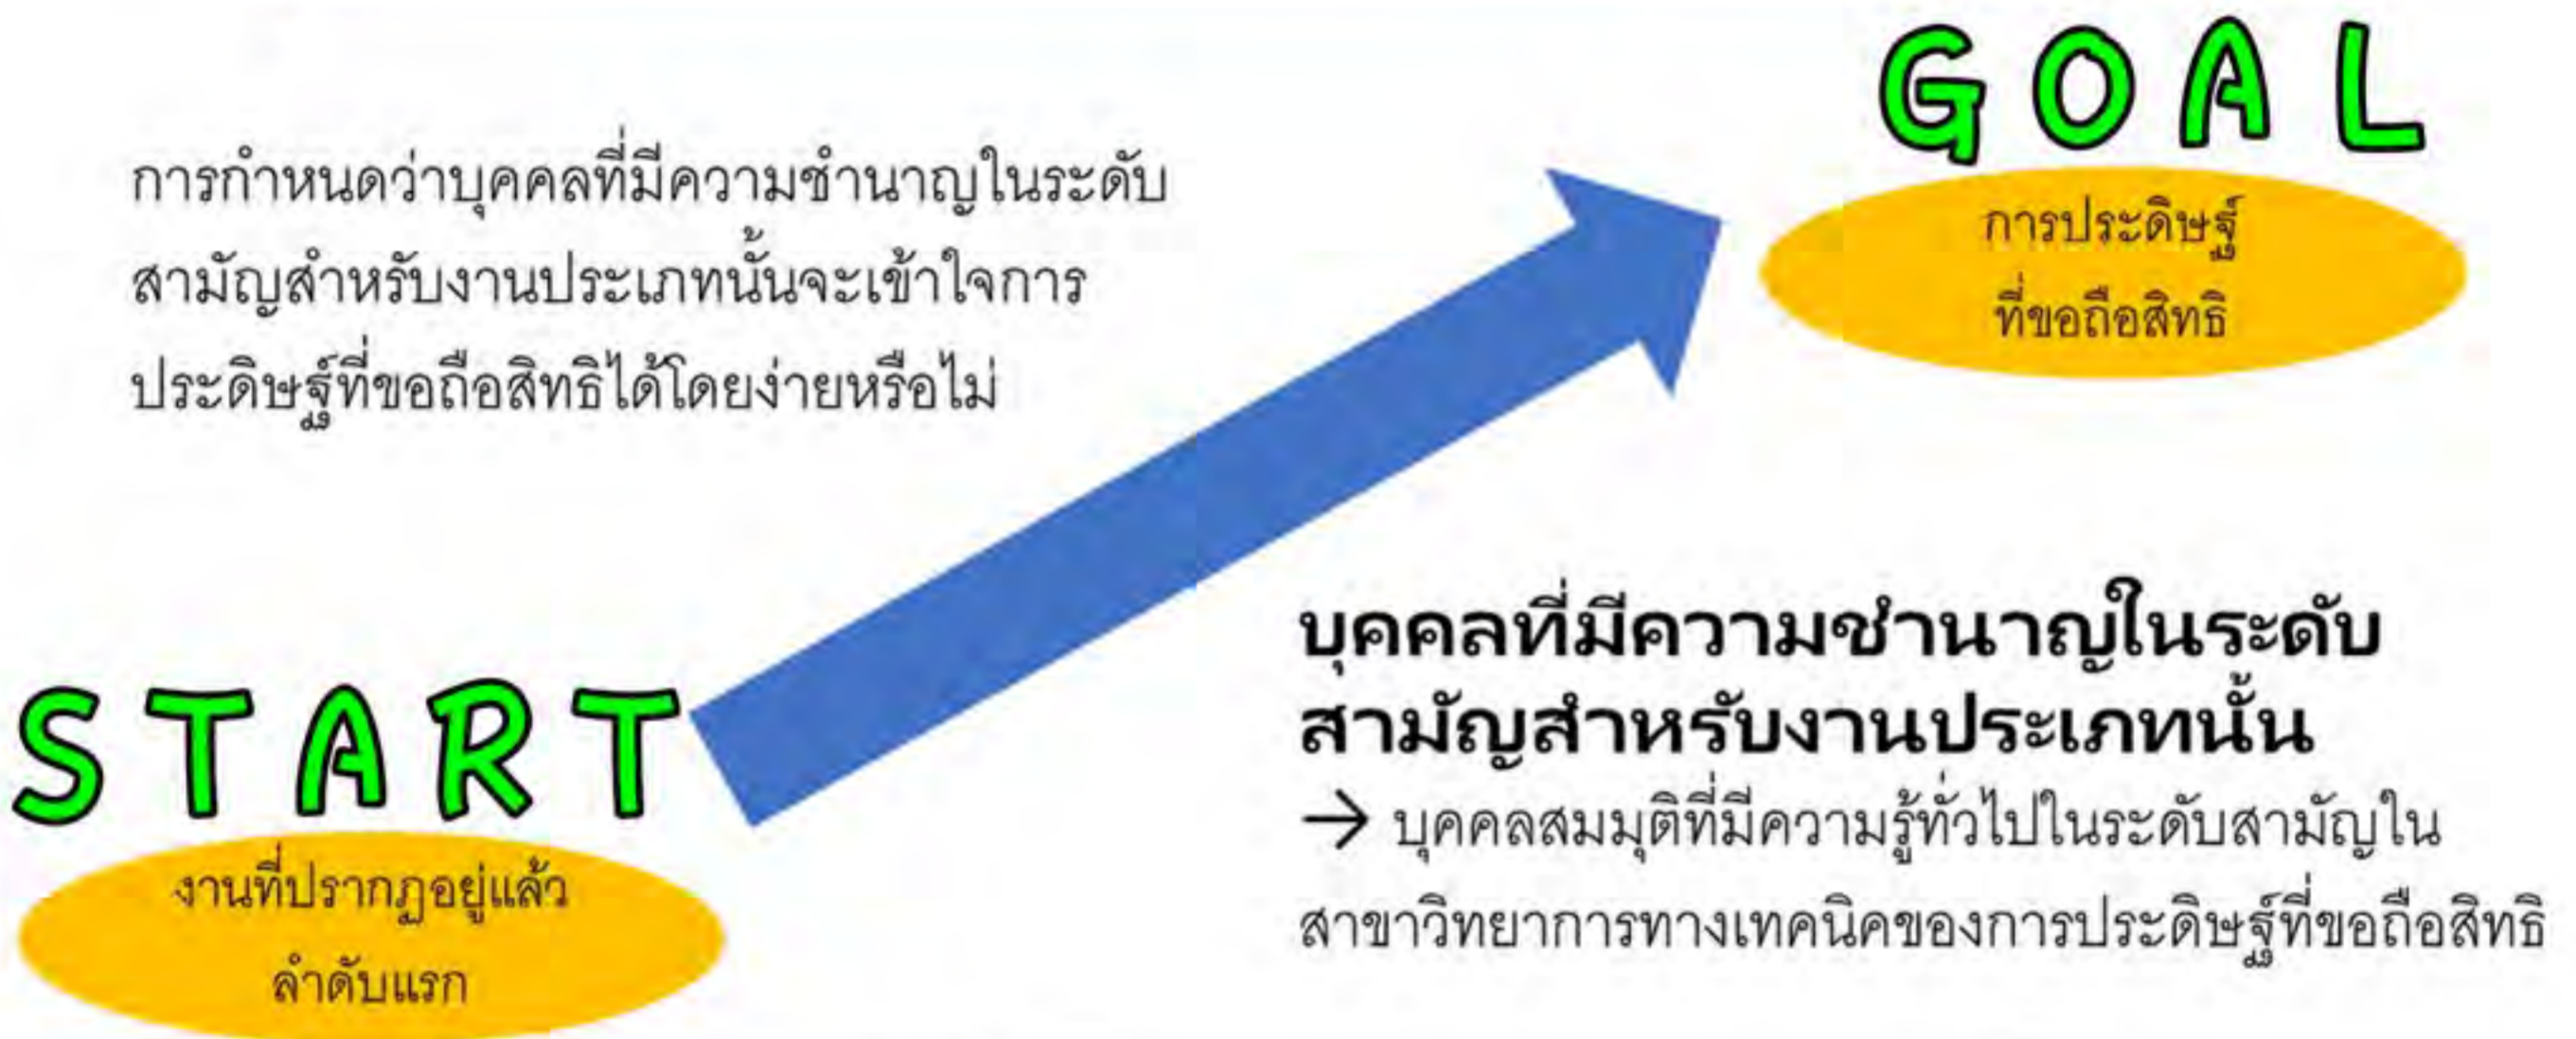 GOAL
การประดิษฐ์
ที่ขอถือสิทธิ
การกำหนดว่าบุคคลที่มีความชำนาญในระดับ
สามัญสำหรับงานประเภทนั้นจะเข้าใจการ
ประดิษฐ์ที่ขอถือสิทธิได้โดยง่ายหรือไม่
START
งานที่ปรากฏอยู่แล้ว
ลำดับแรก
บุคคลที่มีความชำนาญในระดับ
สามัญสำหรับงานประเภทนั้น
→ บุคคลสมมุติที่มีความรู้ทั่วไปในระดับสามัญใน
สาขาวิทยาการทางเทคนิคของการประดิษฐ์ที่ขอถือสิทธิ